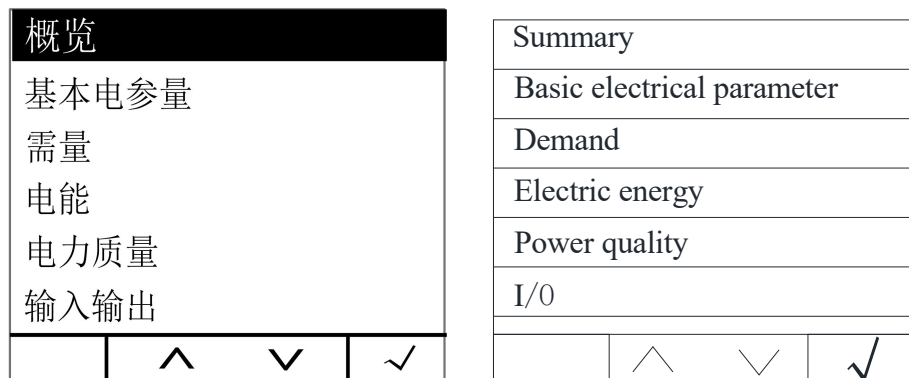 概览
基本电参量
需量
电能
电力质量
输入输出
Summary
Basic electrical parameter
Demand
Electric energy
Power quality
I/0